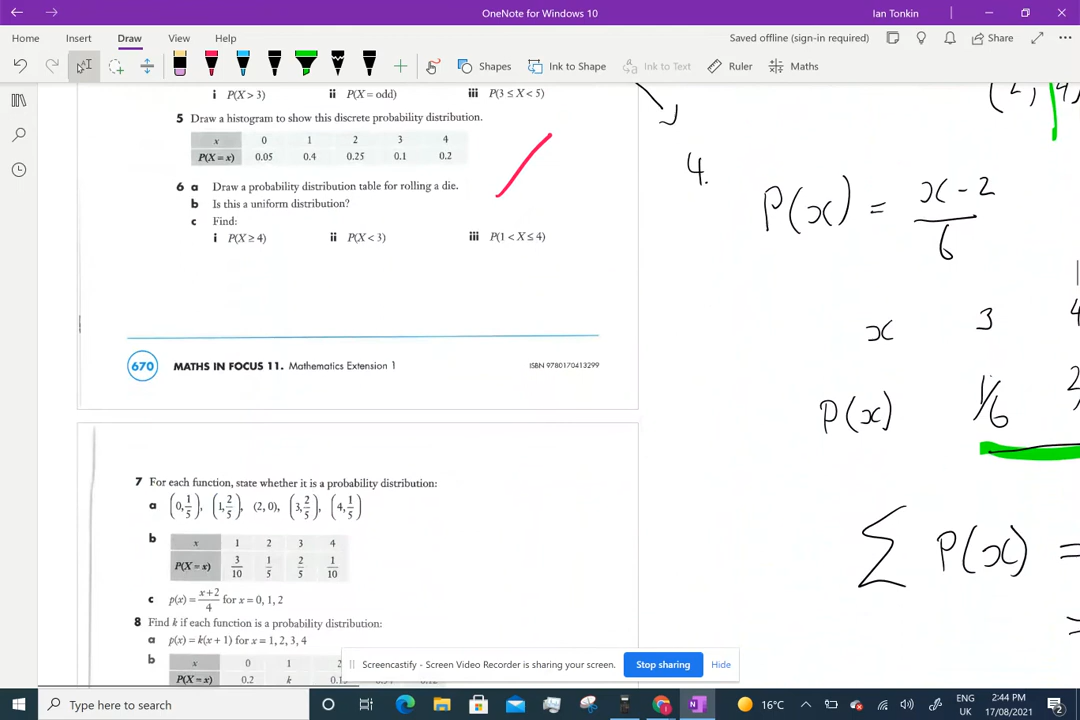 OneNote for Windows 10
Ian Tonkin
Home Insert Draw View Help
Saved offline (sign-in required) Share
Shapes Ink to Shape Ink to Text Ruler Maths
i P(X > 3) ii P(X = odd) iii P(3 ≤ X < 5)
5 Draw a histogram to show this discrete probability distribution.
x 0 1 2 3 4
P(X = x) 0.05 0.4 0.25 0.1 0.2
6 a Draw a probability distribution table for rolling a die.
b Is this a uniform distribution?
c Find:
i P(X ≥ 4) ii P(X < 3) iii P(1 < X ≤ 4)
670 MATHS IN FOCUS 11. Mathematics Extension 1 ISBN 9780170413299
7 For each function, state whether it is a probability distribution:
a (0, 1/5), (1, 2/5), (2, 0), (3, 2/5), (4, 1/5)
b x 1 2 3 4
P(X = x) 3/10 1/5 2/5 1/10
c p(x) = (x+2)/4 for x = 0, 1, 2
8 Find k if each function is a probability distribution:
a p(x) = k(x + 1) for x = 1, 2, 3, 4
b x 0 1 2
P(X = x) 0.2 k
(2,
4.
P(x) = (x-2)/6
x 3 4
P(x) 1/6 2
∑ P(x) =
=
Screencastify - Screen Video Recorder is sharing your screen. Stop sharing Hide
Type here to search
16°C
ENG
UK
2:44 PM
17/08/2021
2